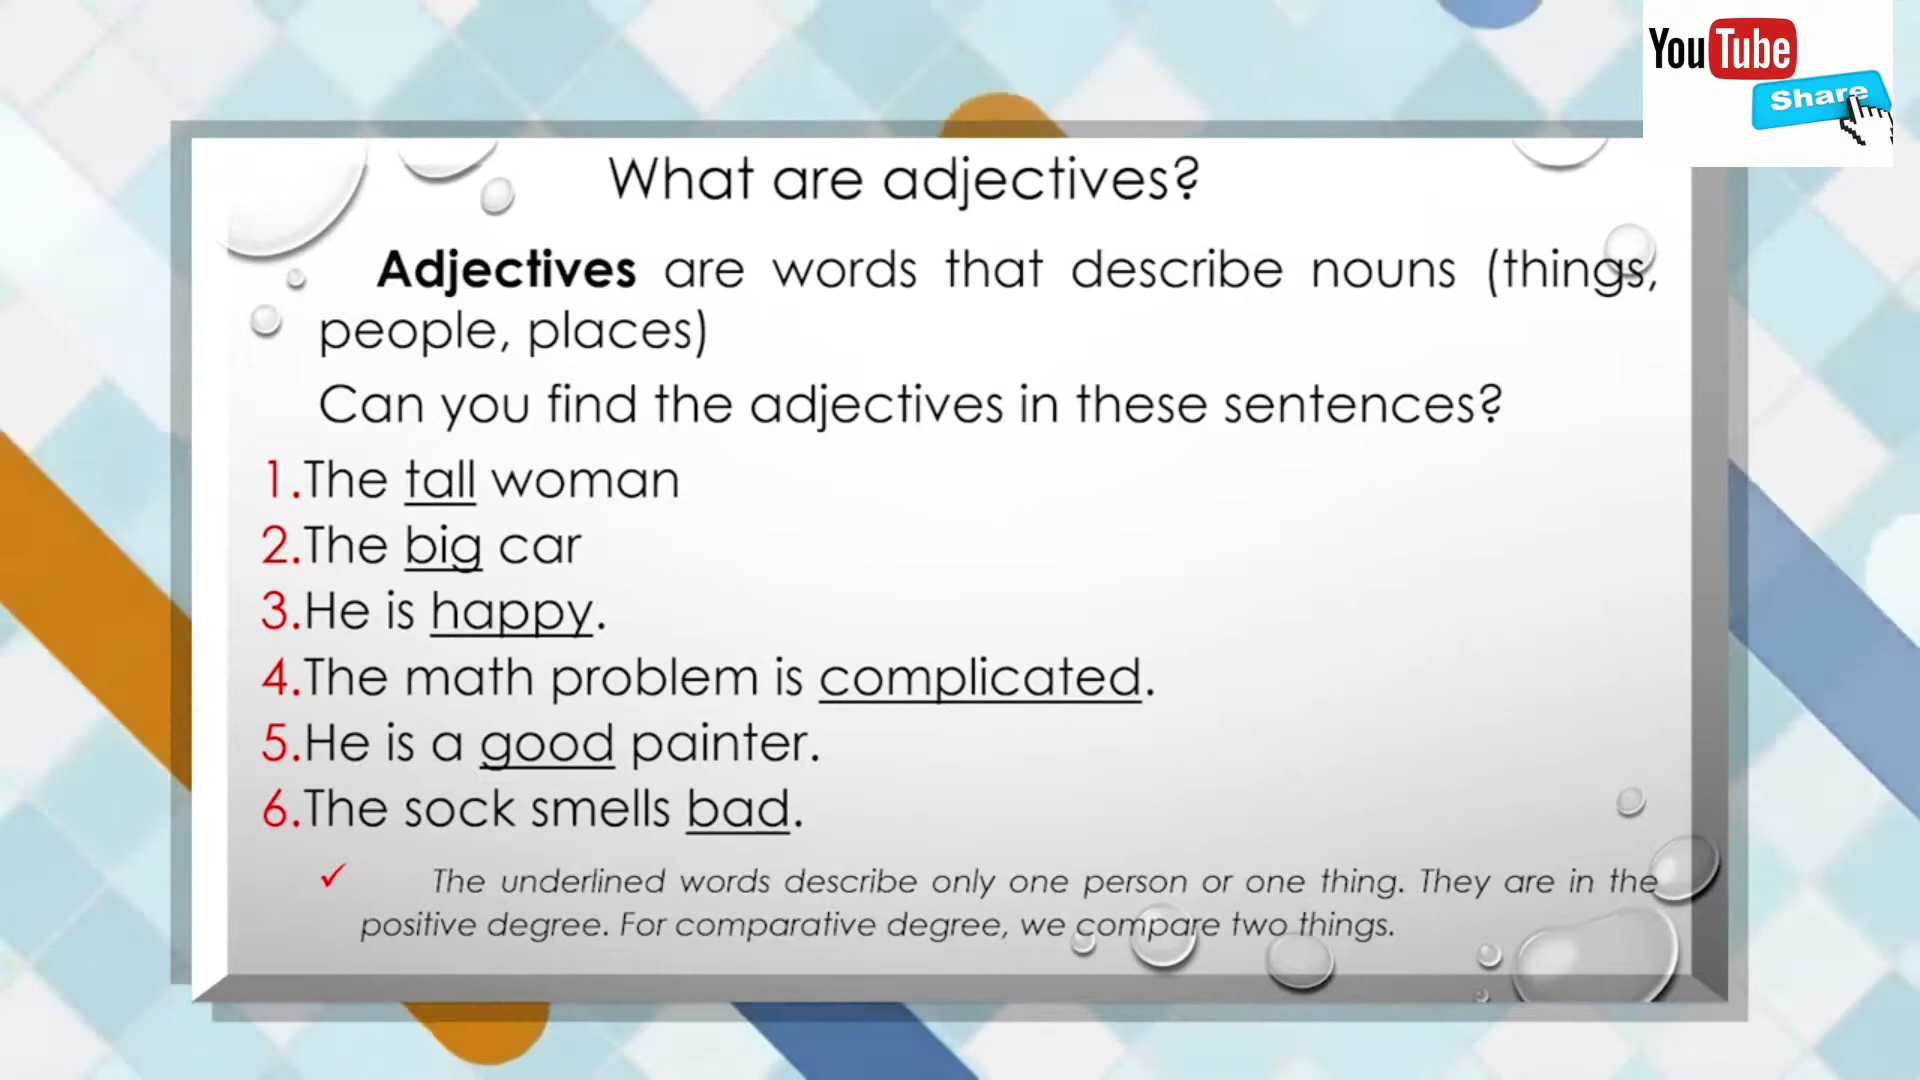 YouTube
Share
What are adjectives?
Adjectives are words that describe nouns (things,
people, places)
Can you find the adjectives in these sentences?
1.The tall woman
2.The big car
3.He is happy.
4.The math problem is complicated.
5.He is a good painter.
6.The sock smells bad.
✓ The underlined words describe only one person or one thing. They are in the
positive degree. For comparative degree, we compare two things.